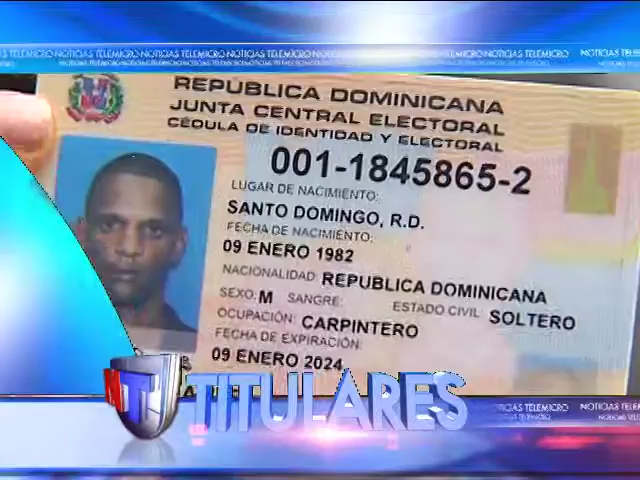 NOTICIAS TELEMICRO NOTICIAS TELEMICRO NOTICIAS TELEMICRO NOTICIAS TELEMICRO
REPUBLICA DOMINICANA
JUNTA CENTRAL ELECTORAL
CÉDULA DE IDENTIDAD Y ELECTORAL
001-1845865-2
LUGAR DE NACIMIENTO:
SANTO DOMINGO, R.D.
FECHA DE NACIMIENTO:
09 ENERO 1982
NACIONALIDAD: REPUBLICA DOMINICANA
SEXO: M SANGRE: ESTADO CIVIL: SOLTERO
OCUPACIÓN: CARPINTERO
FECHA DE EXPIRACIÓN:
09 ENERO 2024
NT TITULARES
NOTICIAS TELEMICRO